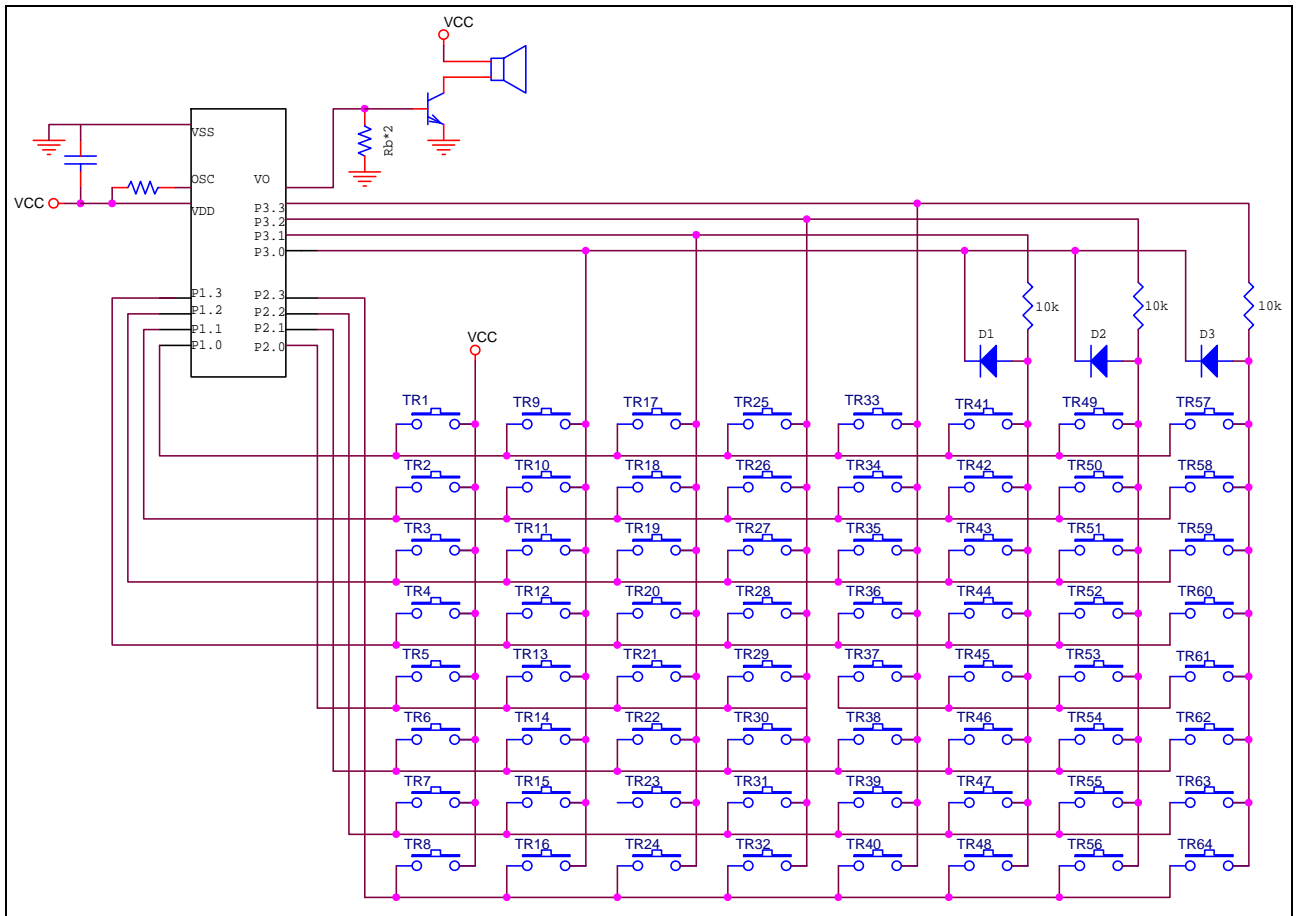 VCC
Rb*2
VSS
OSC
VO
VCC
VDD
P3.3
P3.2
P3.1
P3.0
P1.3
P2.3
P1.2
P2.2
P1.1
P2.1
P1.0
P2.0
10k
10k
10k
VCC
D1
D2
D3
TR1 TR9 TR17 TR25 TR33 TR41 TR49 TR57
TR2 TR10 TR18 TR26 TR34 TR42 TR50 TR58
TR3 TR11 TR19 TR27 TR35 TR43 TR51 TR59
TR4 TR12 TR20 TR28 TR36 TR44 TR52 TR60
TR5 TR13 TR21 TR29 TR37 TR45 TR53 TR61
TR6 TR14 TR22 TR30 TR38 TR46 TR54 TR62
TR7 TR15 TR23 TR31 TR39 TR47 TR55 TR63
TR8 TR16 TR24 TR32 TR40 TR48 TR56 TR64